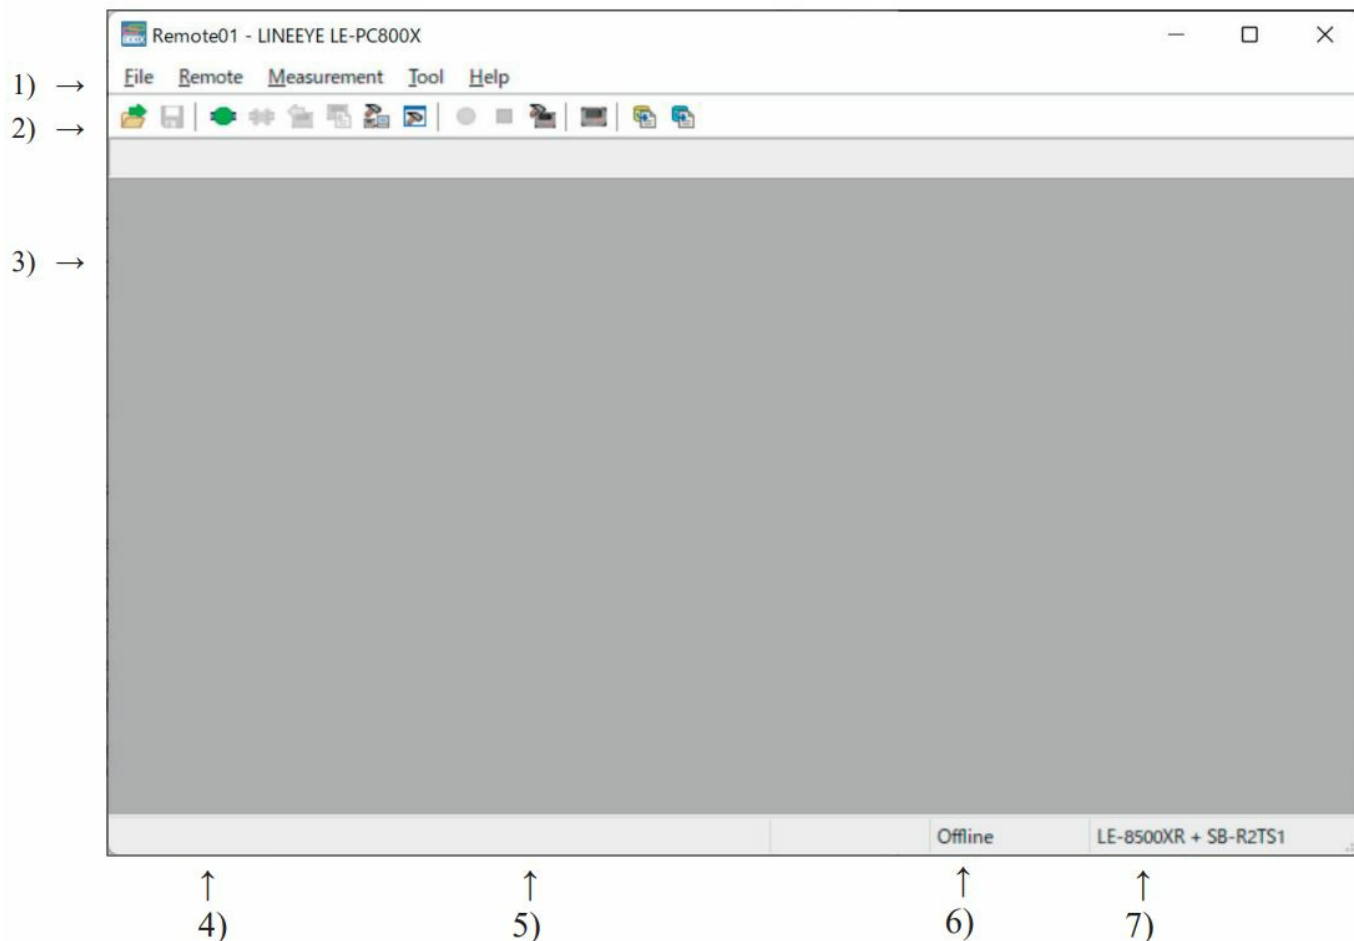 Remote01 - LINEEYE LE-PC800X
1) → File Remote Measurement Tool Help
2) →
3) →
Offline LE-8500XR + SB-R2TS1
↑ ↑ ↑ ↑
4) 5) 6) 7)